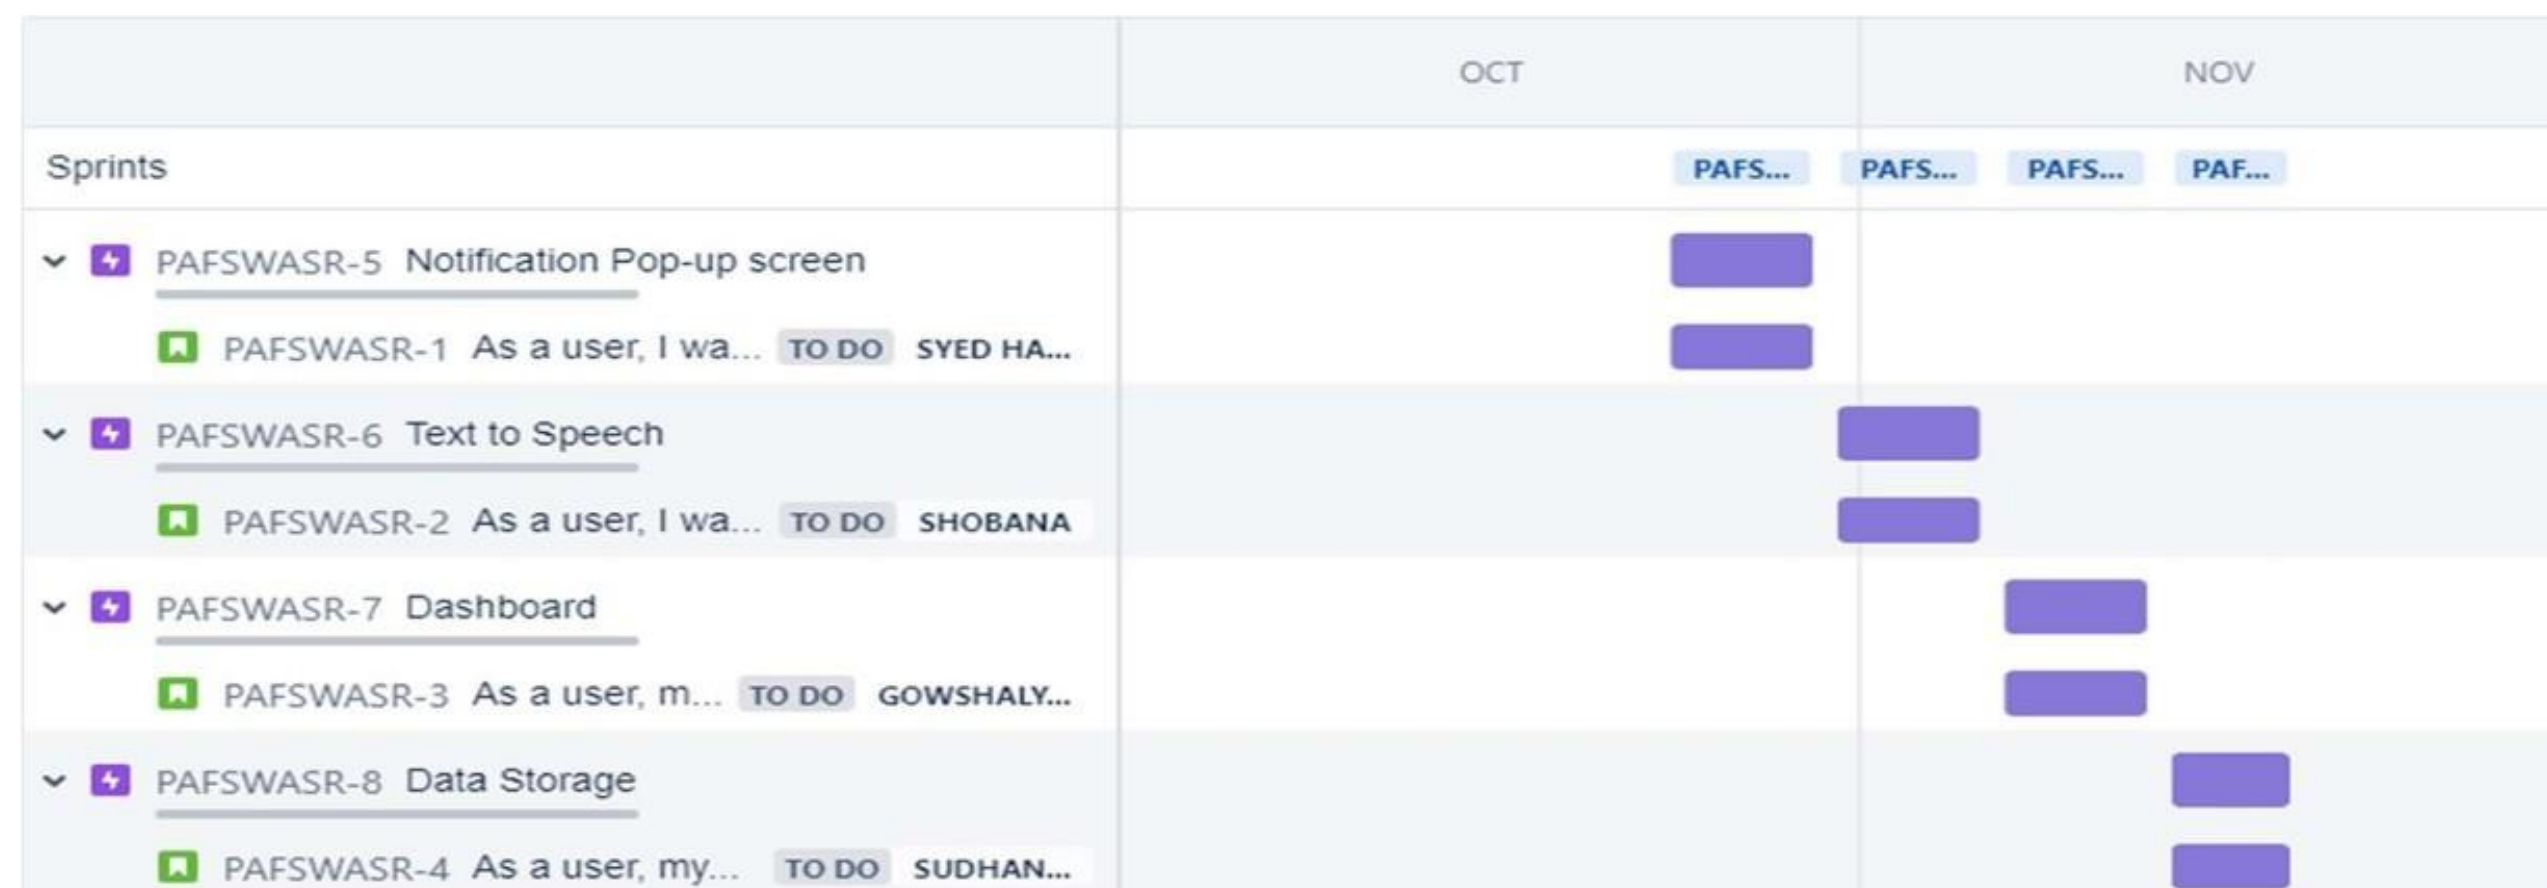 OCT NOV
Sprints PAFS... PAFS... PAFS... PAF...
PAFSWASR-5 Notification Pop-up screen
PAFSWASR-1 As a user, I wa... TO DO SYED HA...
PAFSWASR-6 Text to Speech
PAFSWASR-2 As a user, I wa... TO DO SHOBANA
PAFSWASR-7 Dashboard
PAFSWASR-3 As a user, m... TO DO GOWSHALY...
PAFSWASR-8 Data Storage
PAFSWASR-4 As a user, my... TO DO SUDHAN...